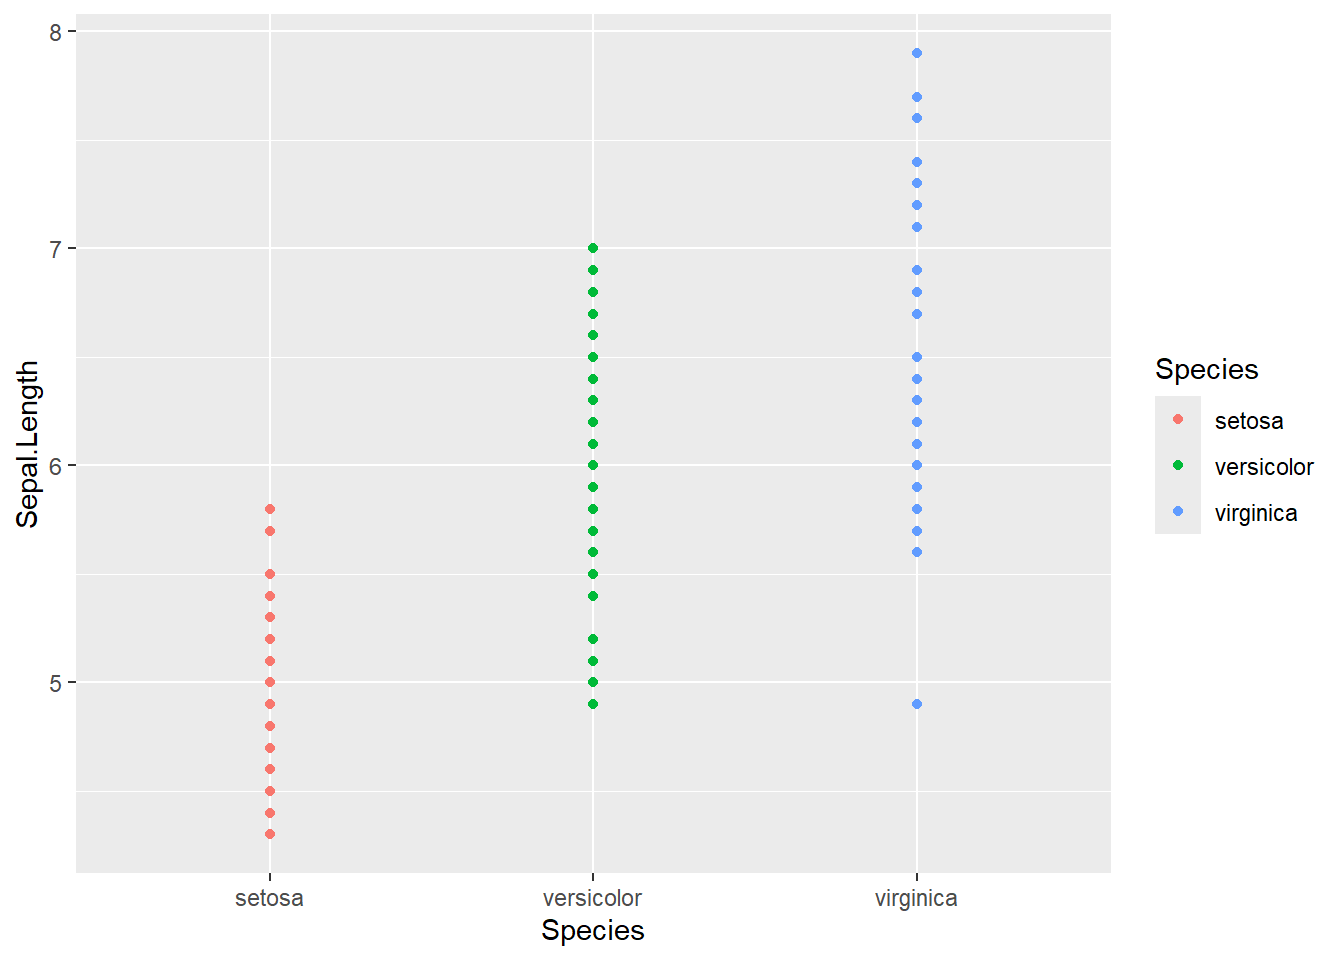 8
7
6
5
Sepal.Length
setosa
versicolor
virginica
Species
Species
setosa
versicolor
virginica